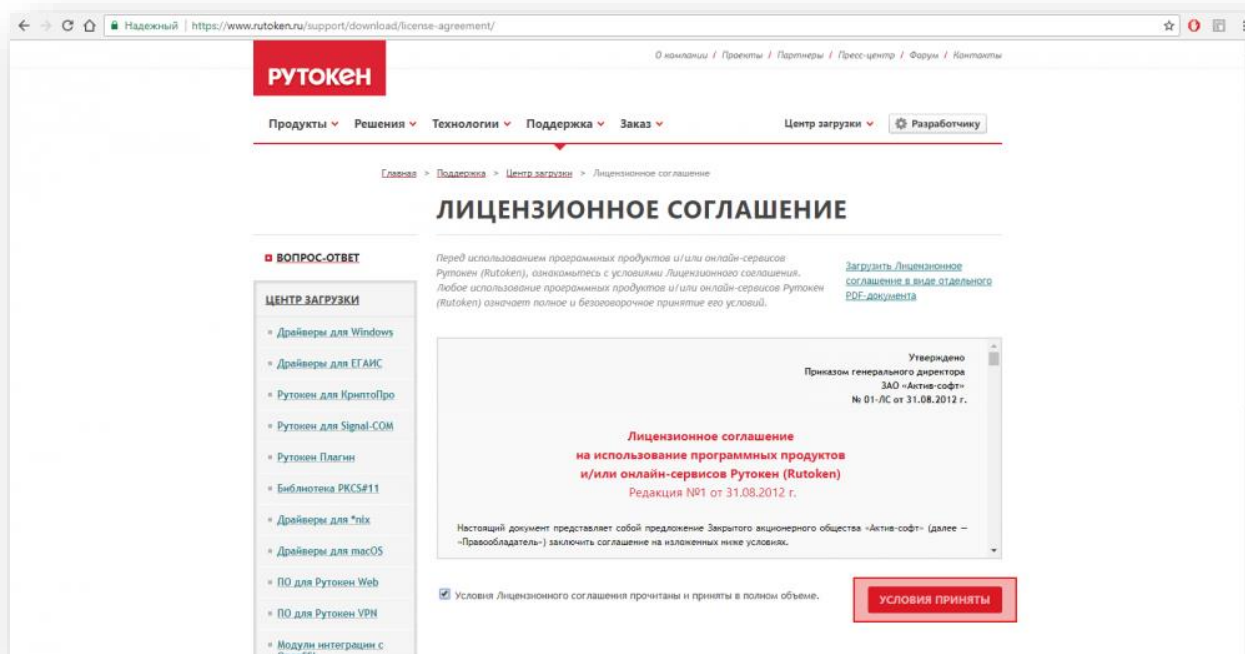 Надежный | https://www.rutoken.ru/support/download/license-agreement/
О компании / Проекты / Партнеры / Пресс-центр / Форум / Контакты
РУТОКЕН
Продукты Решения Технологии Поддержка Заказ Центр загрузки Разработчику
Главная > Поддержка > Центр загрузки > Лицензионное соглашение
ЛИЦЕНЗИОННОЕ СОГЛАШЕНИЕ
ВОПРОС-ОТВЕТ
ЦЕНТР ЗАГРУЗКИ
Драйверы для Windows
Драйверы для ЕГАИС
Рутокен для КриптоПро
Рутокен для Signal-COM
Рутокен Плагин
Библиотека PKCS#11
Драйверы для *nix
Драйверы для macOS
ПО для Рутокен Web
ПО для Рутокен VPN
Модули интеграции с
Перед использованием программных продуктов и/или онлайн-сервисов
Рутокен (Rutoken), ознакомьтесь с условиями Лицензионного соглашения.
Любое использование программных продуктов и/или онлайн-сервисов Рутокен
(Rutoken) означает полное и безоговорочное принятие его условий.
Загрузить Лицензионное
соглашение в виде отдельного
PDF-документа
Утверждено
Приказом генерального директора
ЗАО «Актив-софт»
№ 01-ЛС от 31.08.2012 г.
Лицензионное соглашение
на использование программных продуктов
и/или онлайн-сервисов Рутокен (Rutoken)
Редакция №1 от 31.08.2012 г.
Настоящий документ представляет собой предложение Закрытого акционерного общества «Актив-софт» (далее —
«Правообладатель») заключить соглашение на изложенных ниже условиях.
Условия Лицензионного соглашения прочитаны и приняты в полном объеме.
УСЛОВИЯ ПРИНЯТЫ